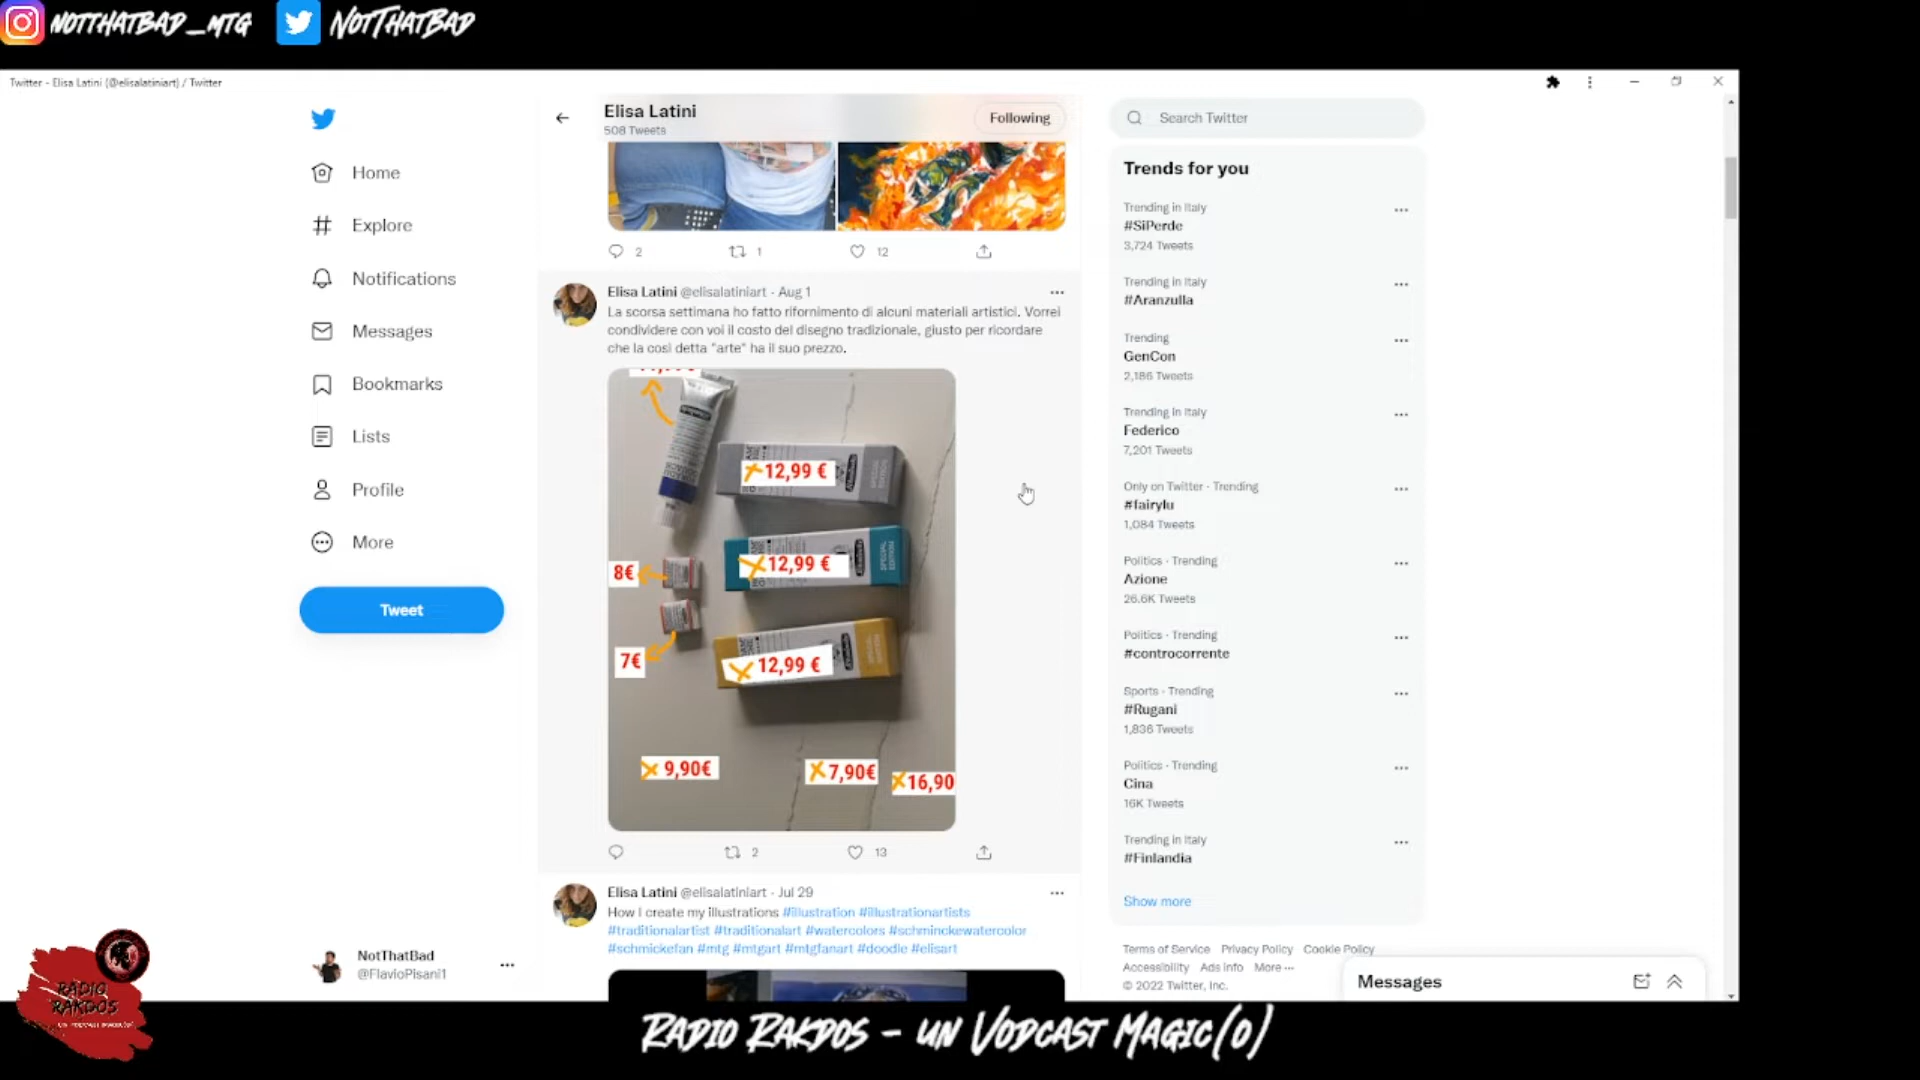 NOTTHATBAD_MTG NOTTHATBAD
Twitter - Elisa Latini (@elisalatiniart) / Twitter
Home
Explore
Notifications
Messages
Bookmarks
Lists
Profile
More
Tweet
NotThatBad
@FlavioPisani1
Elisa Latini
508 Tweets
Following
2 1 12
Elisa Latini @elisalatiniart · Aug 1
La scorsa settimana ho fatto rifornimento di alcuni materiali artistici. Vorrei
condividere con voi il costo del disegno tradizionale, giusto per ricordare
che la così detta "arte" ha il suo prezzo.
12,99 €
SPECIAL EDITION
12,99 €
SPECIAL EDITION
8€
7€
12,99 €
9,90€
7,90€
16,90
2 13
Elisa Latini @elisalatiniart · Jul 29
How I create my illustrations #illustration #illustrationartists
#traditionalartist #traditionalart #watercolors #schminckewatercolor
#schmickefan #mtg #mtgart #mtgfanart #doodle #elisart
Search Twitter
Trends for you
Trending in Italy
#SiPerde
3,724 Tweets
Trending in Italy
#Aranzulla
Trending
GenCon
2,186 Tweets
Trending in Italy
Federico
7,201 Tweets
Only on Twitter · Trending
#fairylu
1,084 Tweets
Politics · Trending
Azione
26.6K Tweets
Politics · Trending
#controcorrente
Sports · Trending
#Rugani
1,836 Tweets
Politics · Trending
Cina
16K Tweets
Trending in Italy
#Finlandia
Show more
Terms of Service Privacy Policy Cookie Policy
Accessibility Ads info More ...
© 2022 Twitter, Inc.
Messages
RADIO
RAKDOS
UN VODCAST MAGIC(O)
RADIO RAKDOS – UN VODCAST MAGIC(O)